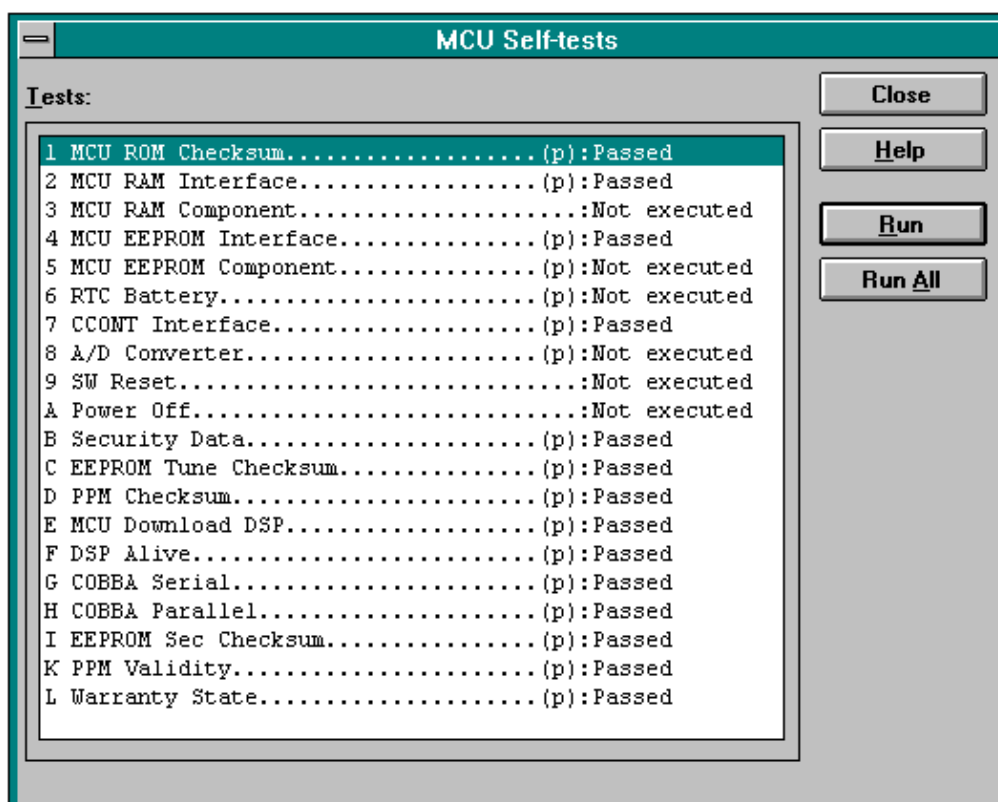 MCU Self-tests
Tests:
1 MCU ROM Checksum...................(p):Passed
2 MCU RAM Interface..................(p):Passed
3 MCU RAM Component.....................:Not executed
4 MCU EEPROM Interface...............(p):Passed
5 MCU EEPROM Component...............(p):Not executed
6 RTC Battery........................(p):Not executed
7 CCONT Interface....................(p):Passed
8 A/D Converter......................(p):Not executed
9 SW Reset..............................:Not executed
A Power Off.............................:Not executed
B Security Data......................(p):Passed
C EEPROM Tune Checksum...............(p):Passed
D PPM Checksum.......................(p):Passed
E MCU Download DSP...................(p):Passed
F DSP Alive..........................(p):Passed
G COBBA Serial.......................(p):Passed
H COBBA Parallel.....................(p):Passed
I EEPROM Sec Checksum................(p):Passed
K PPM Validity.......................(p):Passed
L Warranty State.....................(p):Passed
Close
Help
Run
Run All